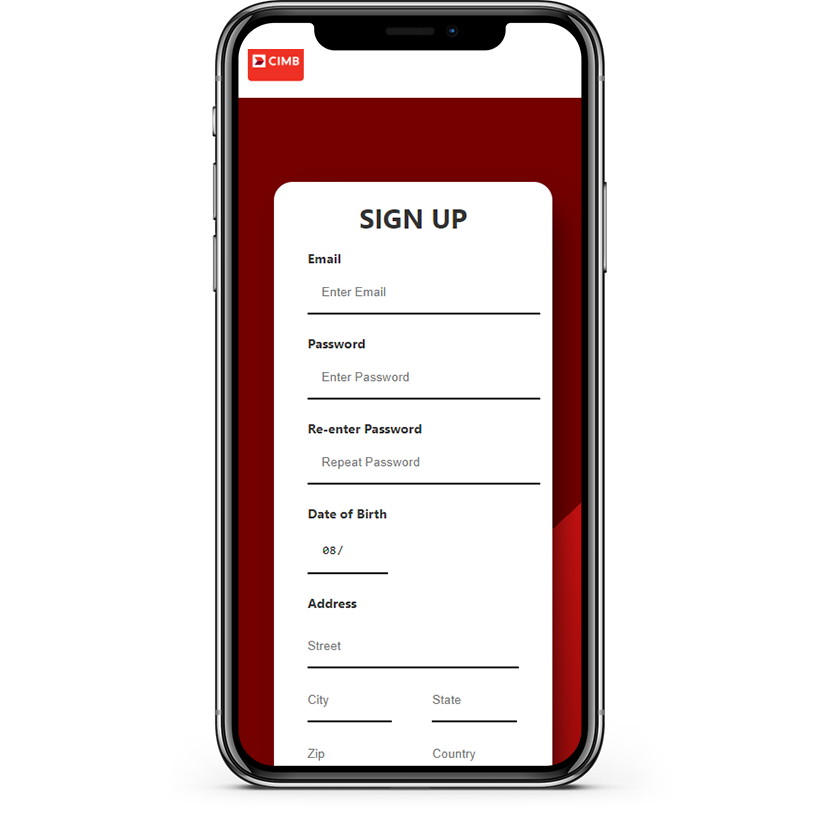 CIMB
SIGN UP
Email
Enter Email
Password
Enter Password
Re-enter Password
Repeat Password
Date of Birth
08/
Address
Street
City State
Zip Country